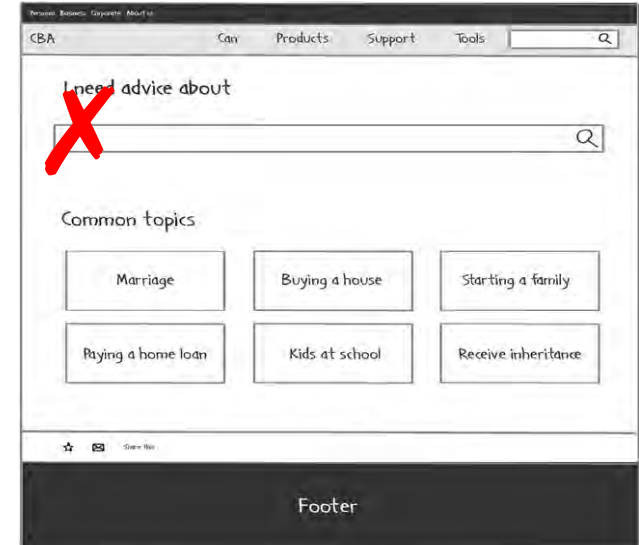 Personal Business Corporate About us
CBA Can Products Support Tools
I need advice about
Common topics
Marriage Buying a house Starting a family
Paying a home loan Kids at school Receive inheritance
Share this
Footer